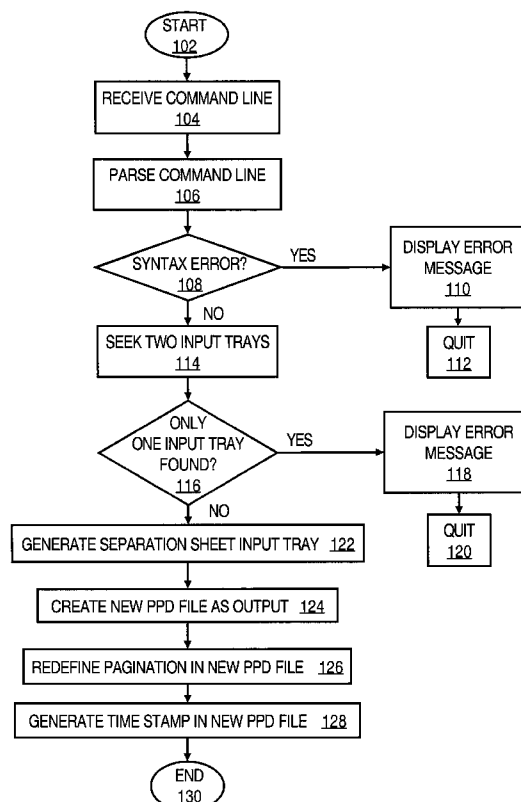 START
102
RECEIVE COMMAND LINE
104
PARSE COMMAND LINE
106
SYNTAX ERROR?
108
YES
DISPLAY ERROR
MESSAGE
110
NO
QUIT
112
SEEK TWO INPUT TRAYS
114
ONLY
ONE INPUT TRAY
FOUND?
116
YES
DISPLAY ERROR
MESSAGE
118
NO
QUIT
120
GENERATE SEPARATION SHEET INPUT TRAY 122
CREATE NEW PPD FILE AS OUTPUT 124
REDEFINE PAGINATION IN NEW PPD FILE 126
GENERATE TIME STAMP IN NEW PPD FILE 128
END
130